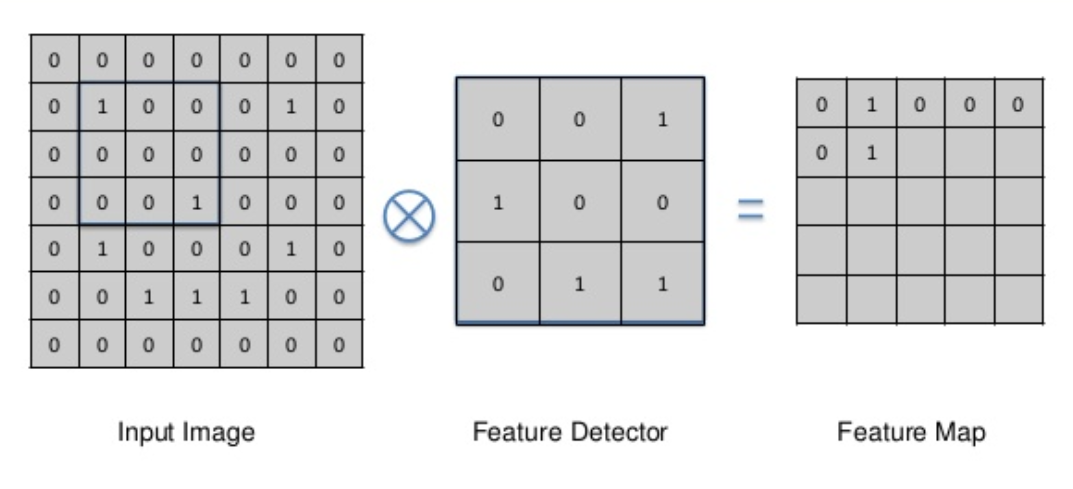 0 0 0 0 0 0 0
0 1 0 0 0 1 0
0 0 0 0 0 0 0
0 0 0 1 0 0 0
0 1 0 0 0 1 0
0 0 1 1 1 0 0
0 0 0 0 0 0 0
Input Image
0 0 1
1 0 0
0 1 1
Feature Detector
=
0 1 0 0 0
0 1
Feature Map